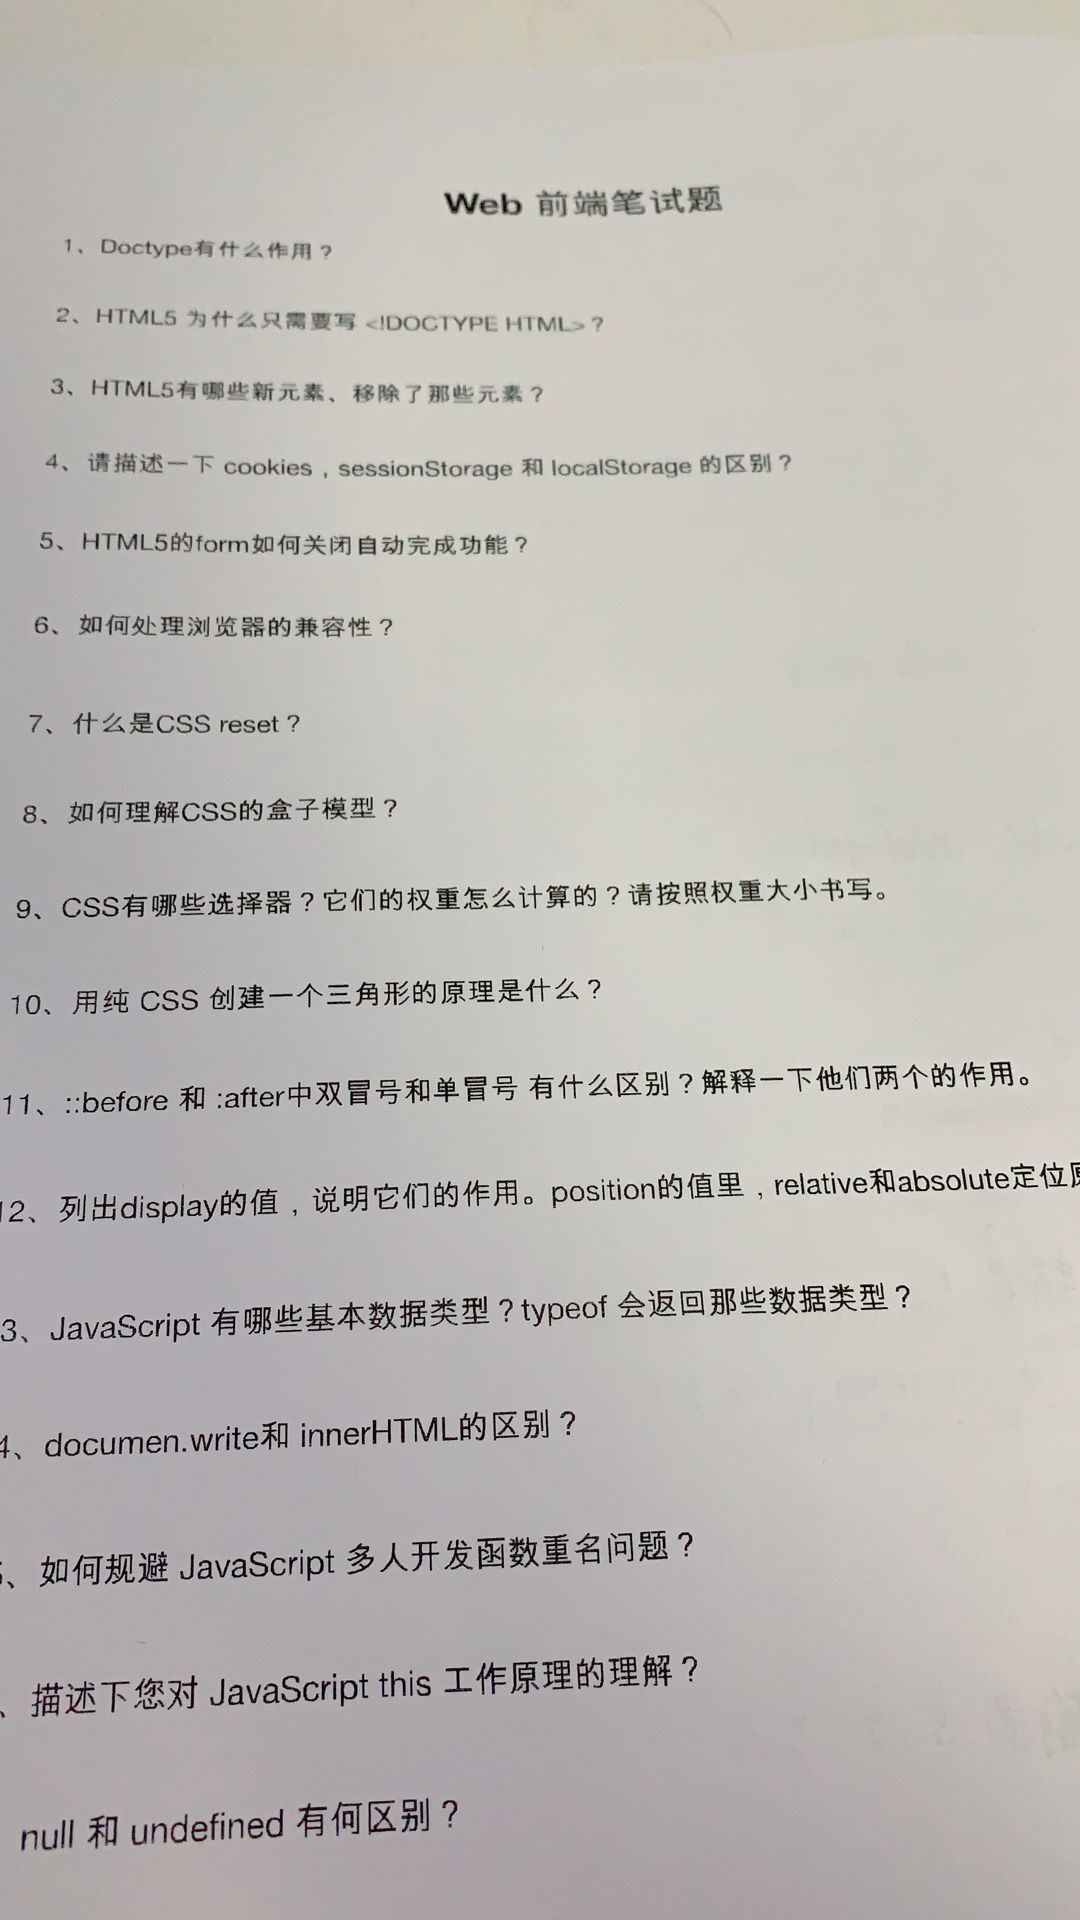 Web 前端笔试题
1、Doctype有什么作用？
2、HTML5 为什么只需要写 <!DOCTYPE HTML>？
3、HTML5有哪些新元素、移除了那些元素？
4、请描述一下 cookies，sessionStorage 和 localStorage 的区别？
5、HTML5的form如何关闭自动完成功能？
6、如何处理浏览器的兼容性？
7、什么是CSS reset？
8、如何理解CSS的盒子模型？
9、CSS有哪些选择器？它们的权重怎么计算的？请按照权重大小书写。
10、用纯 CSS 创建一个三角形的原理是什么？
11、::before 和 :after中双冒号和单冒号 有什么区别？解释一下他们两个的作用。
12、列出display的值，说明它们的作用。position的值里，relative和absolute定位
3、JavaScript 有哪些基本数据类型？typeof 会返回那些数据类型？
4、documen.write和 innerHTML的区别？
、如何规避 JavaScript 多人开发函数重名问题？
、描述下您对 JavaScript this 工作原理的理解？
null 和 undefined 有何区别？